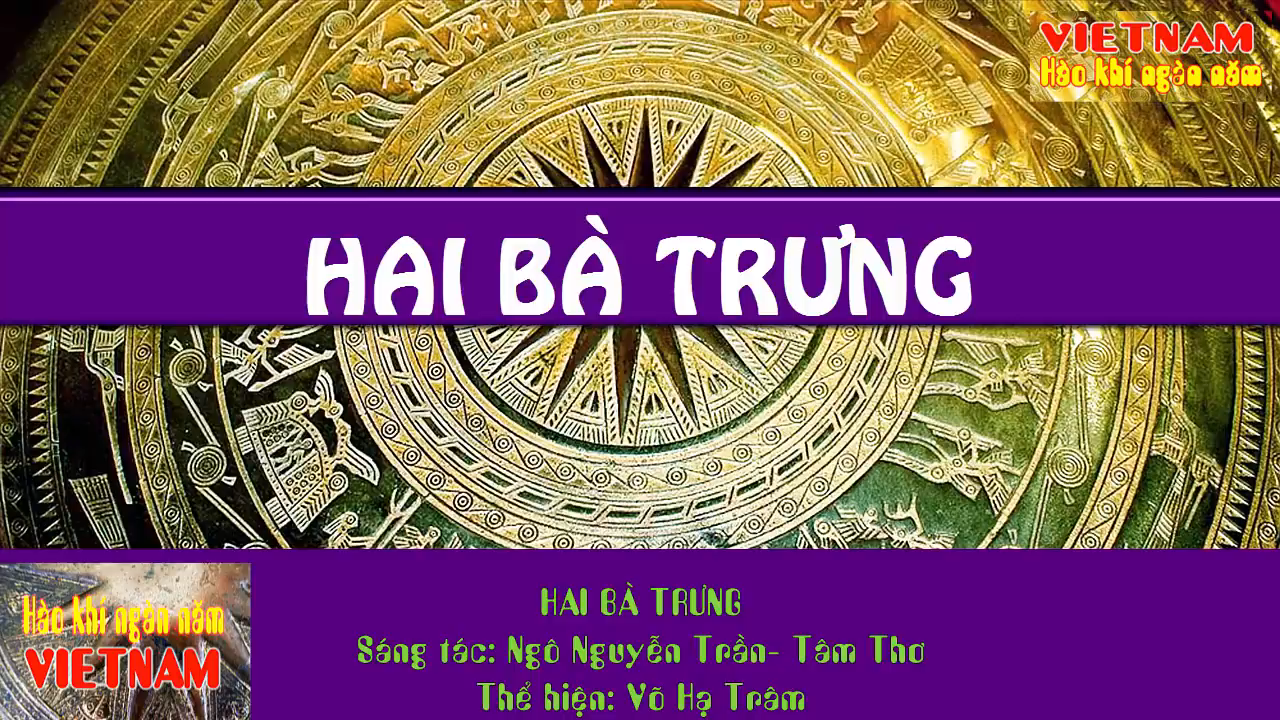 VIETNAM
Hào khí ngàn năm
HAI BÀ TRƯNG
HAI BÀ TRƯNG
Sáng tác: Ngô Nguyễn Trần- Tâm Thơ
Thể hiện: Võ Hạ Trâm
Hào khí ngàn năm
VIETNAM